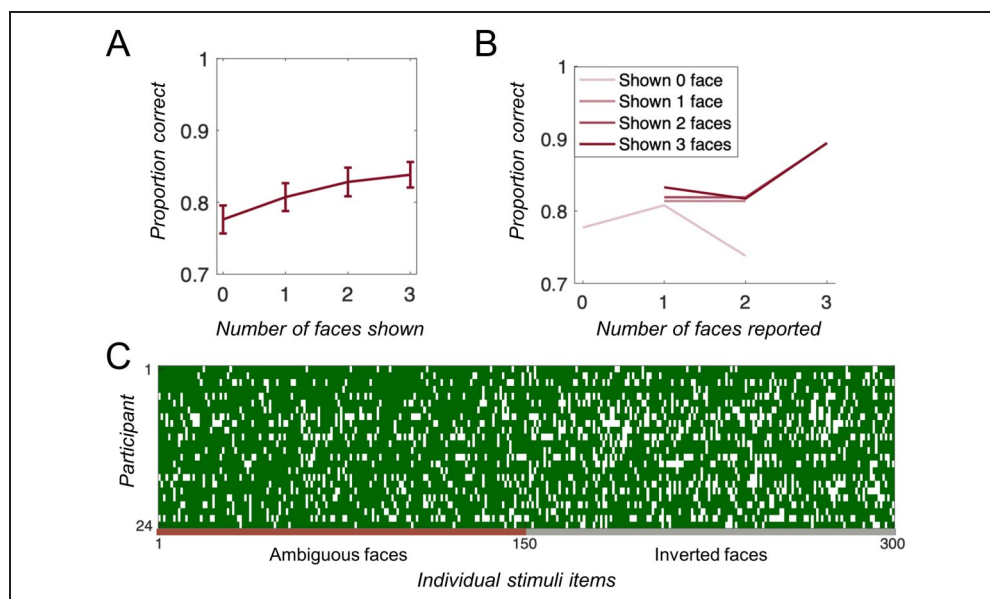 A
Proportion correct
1
0.9
0.8
0.7
0
1
2
3
Number of faces shown
B
Proportion correct
1
0.9
0.8
0.7
Shown 0 face
Shown 1 face
Shown 2 faces
Shown 3 faces
0
1
2
3
Number of faces reported
C
Participant
1
24
1
150
300
Ambiguous faces
Inverted faces
Individual stimuli items